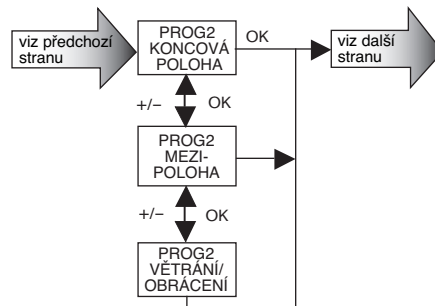 viz předchozí
stranu
PROG2
KONCOVÁ
POLOHA
OK
viz další
stranu
+/−
OK
PROG2
MEZI-
POLOHA
+/−
OK
PROG2
VĚTRÁNÍ/
OBRÁCENÍ